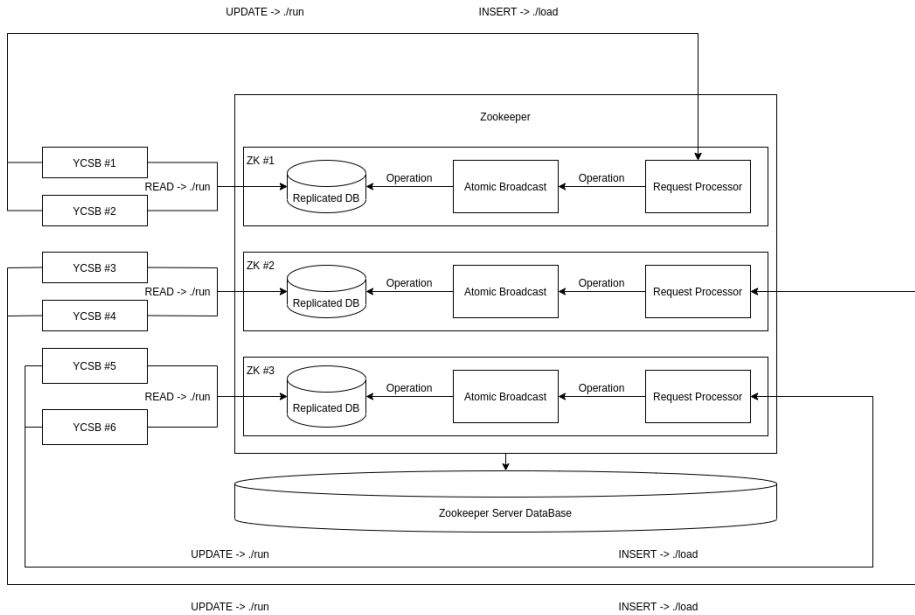 UPDATE -> ./run
INSERT -> ./load
Zookeeper
ZK #1
YCSB #1
READ -> ./run
YCSB #2
Replicated DB
Operation
Atomic Broadcast
Operation
Request Processor
ZK #2
YCSB #3
READ -> ./run
YCSB #4
Replicated DB
Operation
Atomic Broadcast
Operation
Request Processor
ZK #3
YCSB #5
READ -> ./run
YCSB #6
Replicated DB
Operation
Atomic Broadcast
Operation
Request Processor
Zookeeper Server DataBase
UPDATE -> ./run
INSERT -> ./load
UPDATE -> ./run
INSERT -> ./load